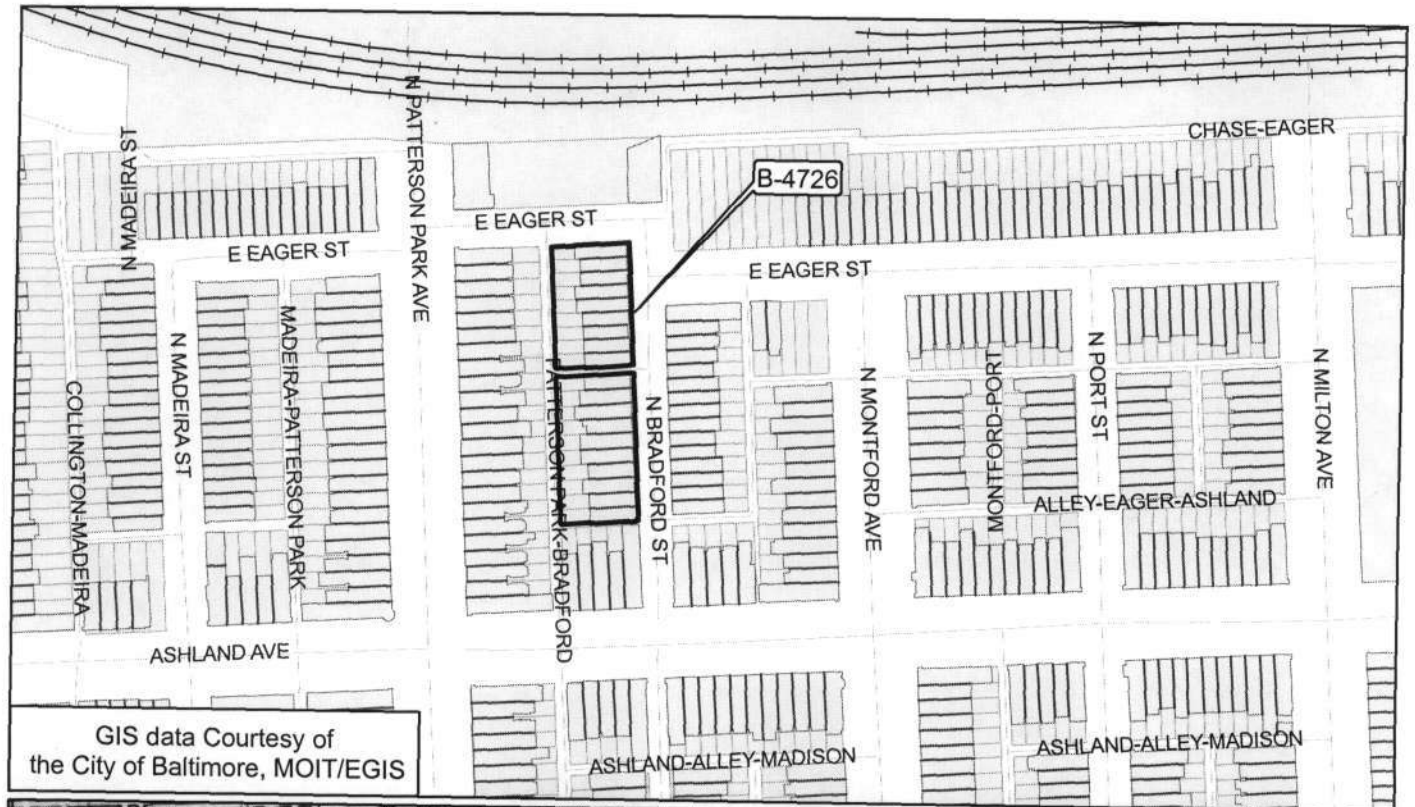 N PATTERSON PARK AVE
CHASE-EAGER
N MADEIRA ST
B-4726
E EAGER ST
E EAGER ST
E EAGER ST
COLLINGTON-MADEIRA
N MADEIRA ST
MADEIRA-PATTERSON PARK
PATTERSON PARK-BRADFORD
N BRADFORD ST
N MONTFORD AVE
MONTFORD-PORT
N PORT ST
N MILTON AVE
ALLEY-EAGER-ASHLAND
ASHLAND AVE
GIS data Courtesy of
the City of Baltimore, MOIT/EGIS
ASHLAND-ALLEY-MADISON
ASHLAND-ALLEY-MADISON